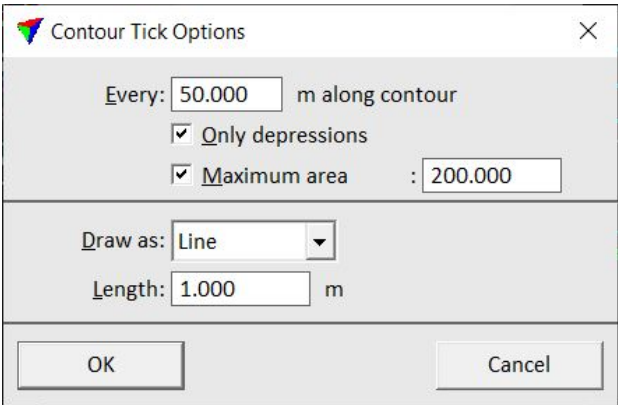 Contour Tick Options
Every: 50.000 m along contour
Only depressions
Maximum area : 200.000
Draw as: Line
Length: 1.000 m
OK Cancel